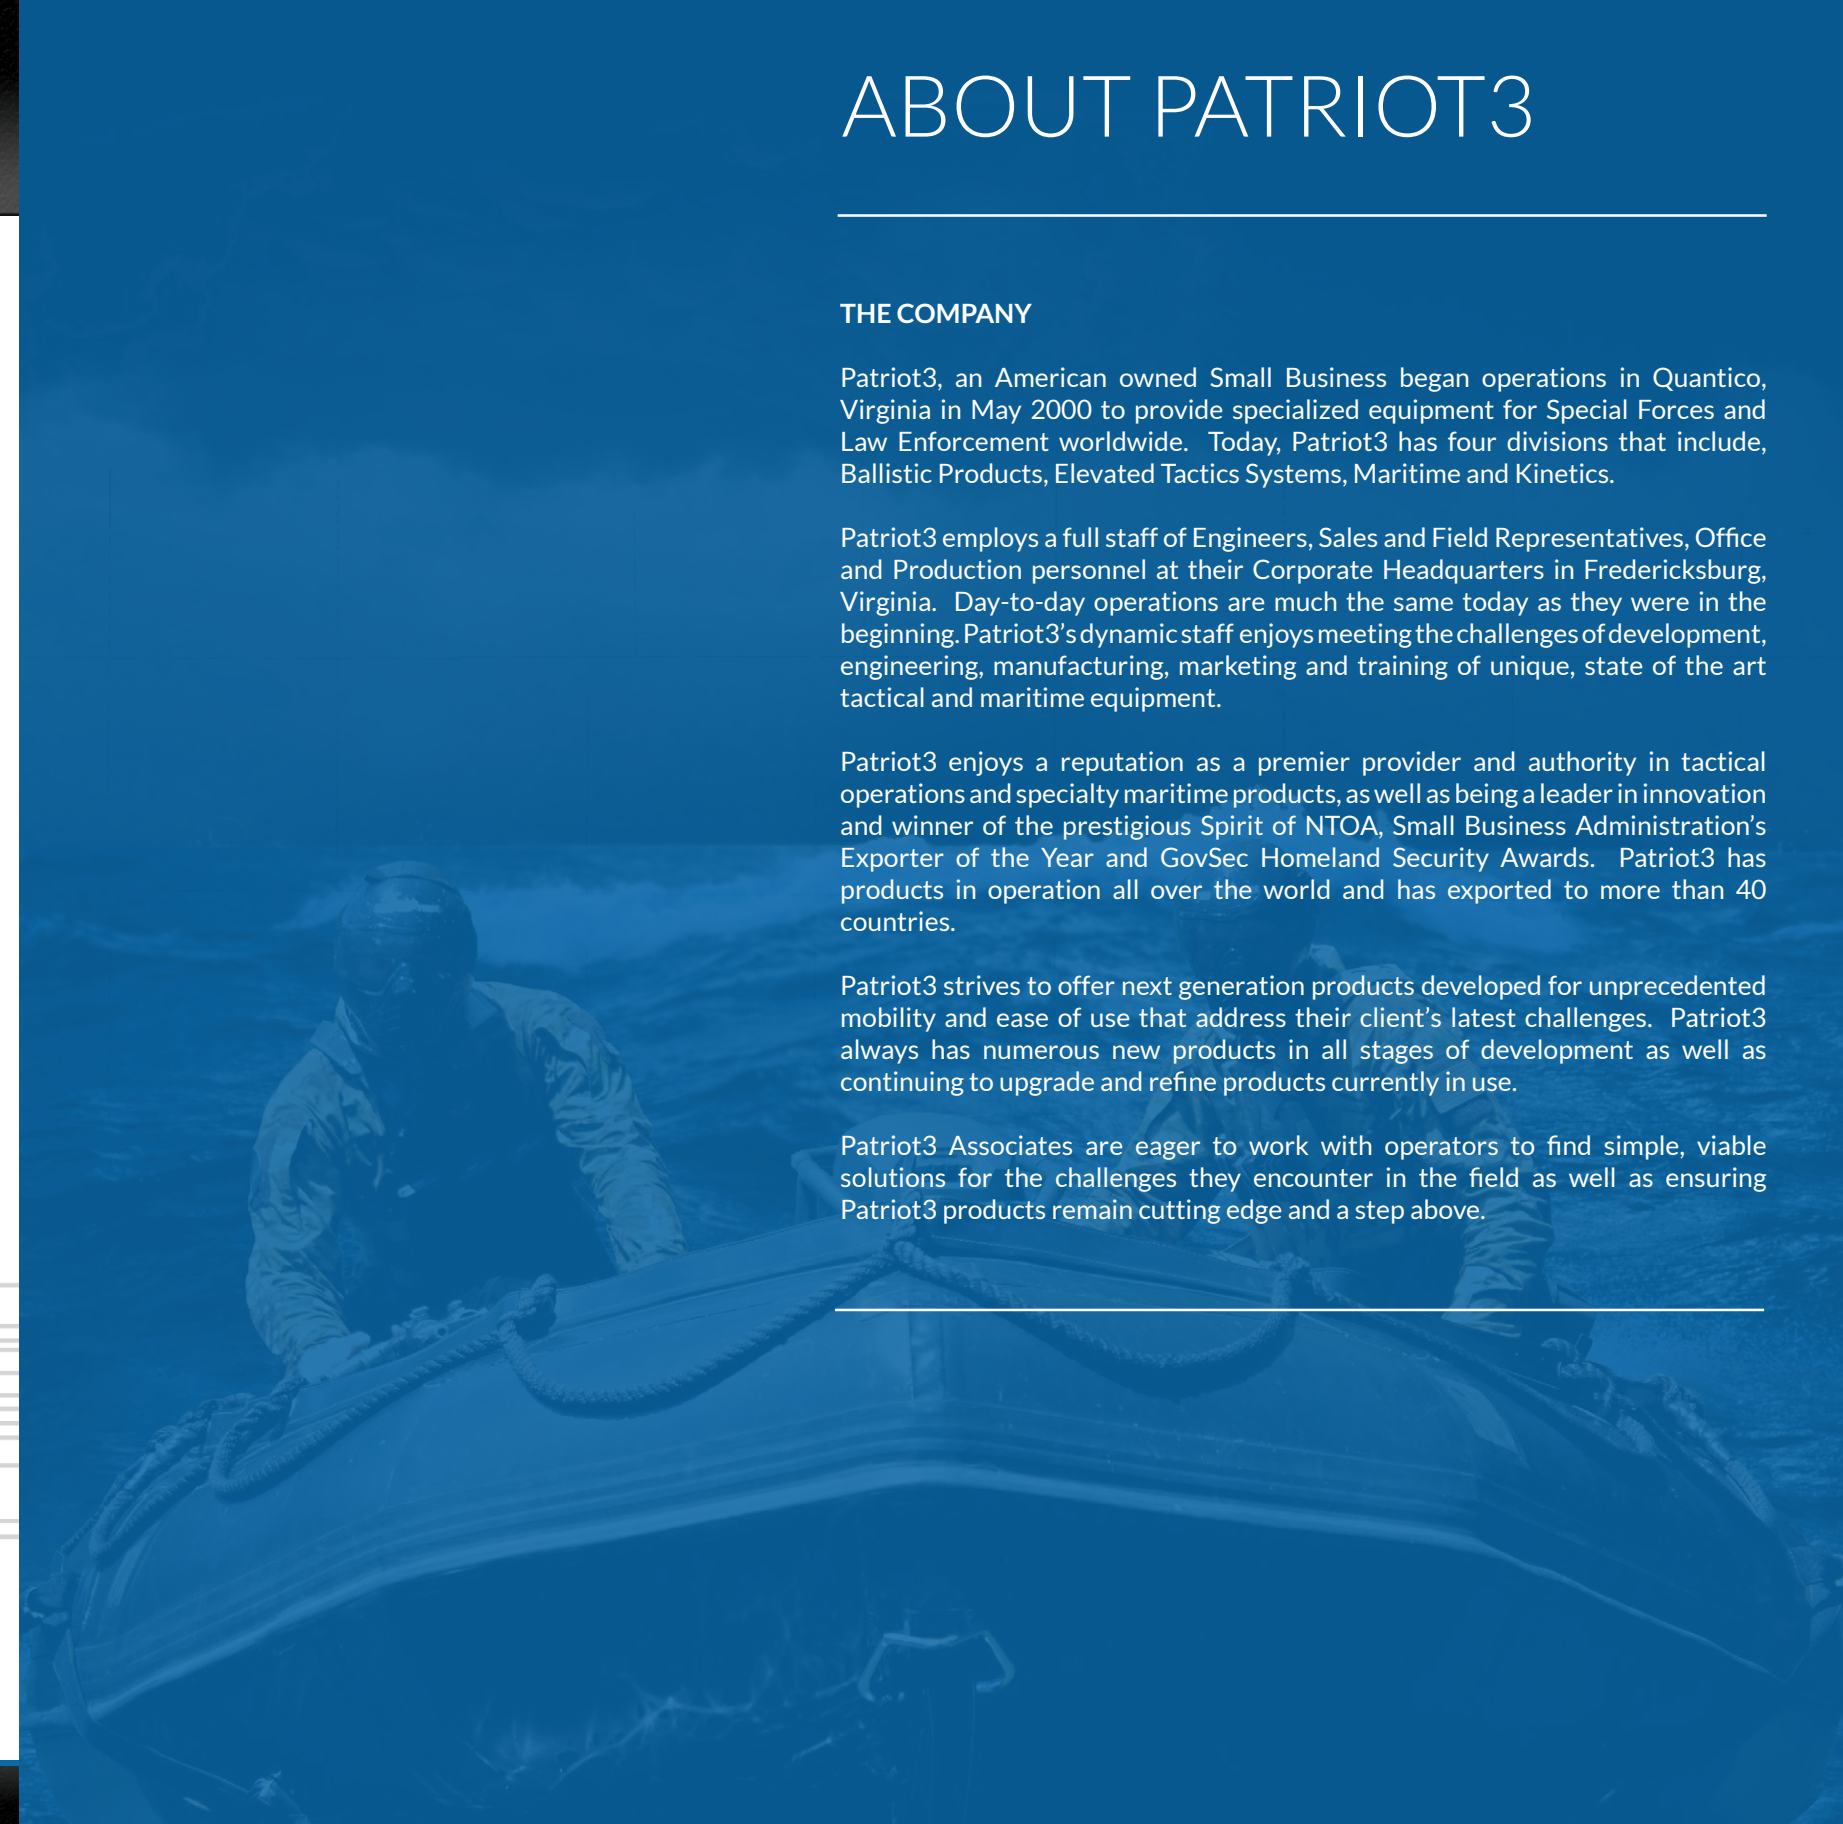 ABOUT PATRIOT3
THE COMPANY
Patriot3, an American owned Small Business began operations in Quantico,
Virginia in May 2000 to provide specialized equipment for Special Forces and
Law Enforcement worldwide. Today, Patriot3 has four divisions that include,
Ballistic Products, Elevated Tactics Systems, Maritime and Kinetics.
Patriot3 employs a full staff of Engineers, Sales and Field Representatives, Office
and Production personnel at their Corporate Headquarters in Fredericksburg,
Virginia. Day-to-day operations are much the same today as they were in the
beginning. Patriot3’s dynamic staff enjoys meeting the challenges of development,
engineering, manufacturing, marketing and training of unique, state of the art
tactical and maritime equipment.
Patriot3 enjoys a reputation as a premier provider and authority in tactical
operations and specialty maritime products, as well as being a leader in innovation
and winner of the prestigious Spirit of NTOA, Small Business Administration’s
Exporter of the Year and GovSec Homeland Security Awards. Patriot3 has
products in operation all over the world and has exported to more than 40
countries.
Patriot3 strives to offer next generation products developed for unprecedented
mobility and ease of use that address their client’s latest challenges. Patriot3
always has numerous new products in all stages of development as well as
continuing to upgrade and refine products currently in use.
Patriot3 Associates are eager to work with operators to find simple, viable
solutions for the challenges they encounter in the field as well as ensuring
Patriot3 products remain cutting edge and a step above.